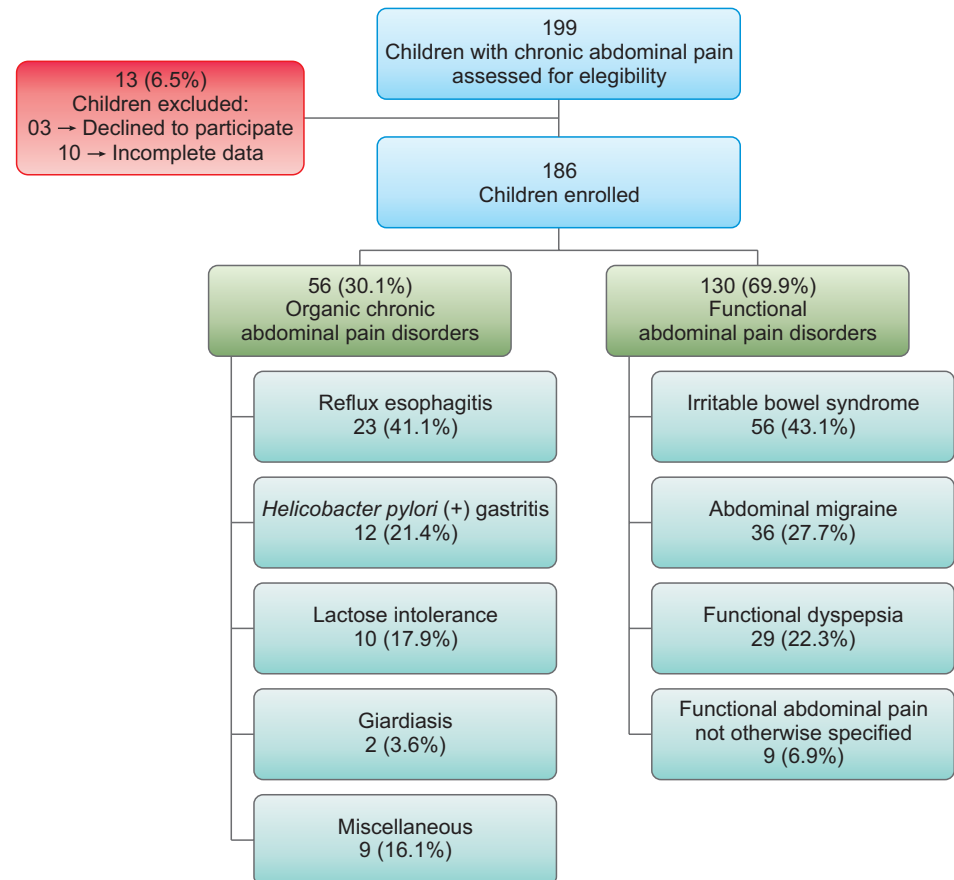 199
Children with chronic abdominal pain
assessed for elegibility
13 (6.5%)
Children excluded:
03 → Declined to participate
10 → Incomplete data
186
Children enrolled
56 (30.1%)
Organic chronic
abdominal pain disorders
Reflux esophagitis
23 (41.1%)
Helicobacter pylori (+) gastritis
12 (21.4%)
Lactose intolerance
10 (17.9%)
Giardiasis
2 (3.6%)
Miscellaneous
9 (16.1%)
130 (69.9%)
Functional
abdominal pain disorders
Irritable bowel syndrome
56 (43.1%)
Abdominal migraine
36 (27.7%)
Functional dyspepsia
29 (22.3%)
Functional abdominal pain
not otherwise specified
9 (6.9%)